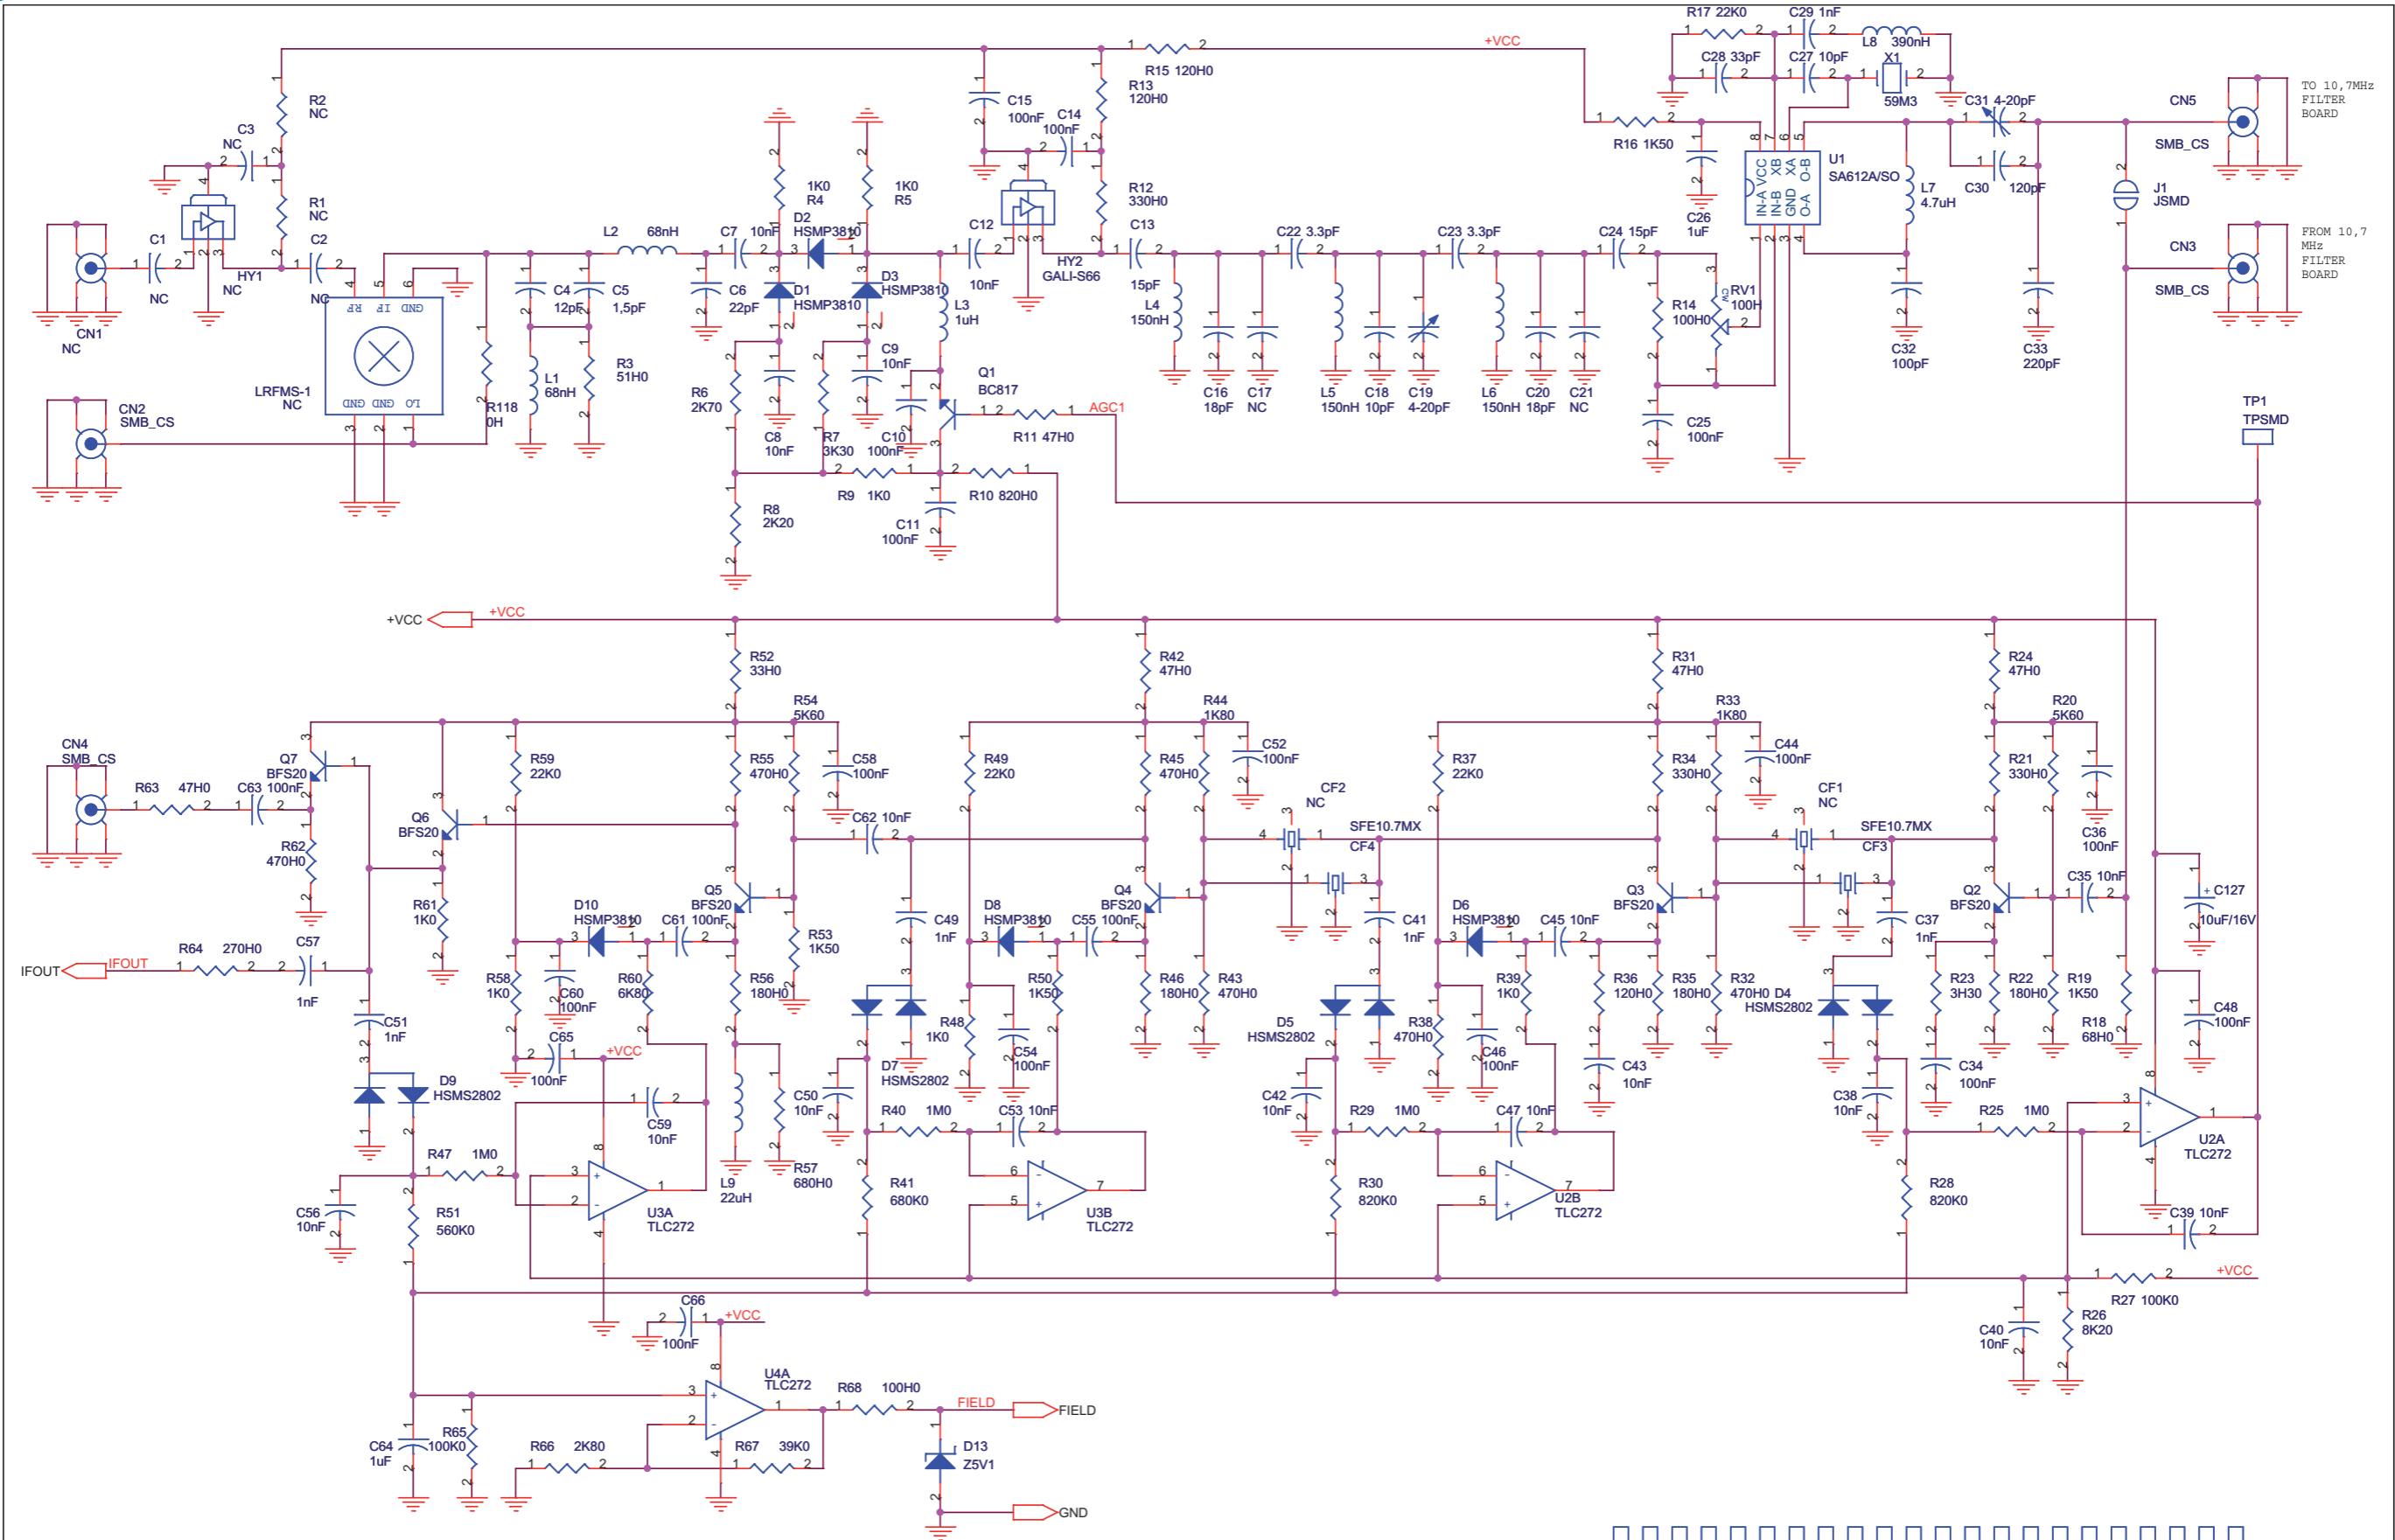 R17 22K0
C29 1nF
L8 390nH
C28 33pF
C27 10pF
X1
59M3
+VCC
R15 120H0
R13
120H0
C15
100nF
C14
100nF
R2
NC
C3
NC
R1
NC
C1
NC
HY1
NC
C2
NC
CN1
NC
R12
330H0
HY2
GALI-S66
R16 1K50
C26
1uF
U1
SA612A/SO
IN-A VCC
IN-B XB
GND XA
O-A O-B
C31 4-20pF
C30 120pF
L7
4.7uH
CN5
SMB_CS
TO 10,7MHz
FILTER
BOARD
J1
JSMD
CN3
SMB_CS
FROM 10,7
MHz
FILTER
BOARD
C32
100pF
C33
220pF
L2 68nH
C7 10nF
1K0
R4
1K0
R5
D2
HSMP3810
D1
HSMP3810
D3
HSMP3810
C4
12pF
C5
1,5pF
C6
22pF
L3
1uH
C12
10nF
C13
15pF
L4
150nH
C22 3.3pF
C23 3.3pF
C24 15pF
C16
18pF
C17
NC
L5
150nH
C18
10pF
C19
4-20pF
L6
150nH
C20
18pF
C21
NC
R14
100H0
RV1
100H
CW
C25
100nF
RF IF GND
GND GND LO
LRFMS-1
NC
CN2
SMB_CS
R118
0H
L1
68nH
R3
51H0
R6
2K70
C8
10nF
R7
3K30
C9
10nF
C10
100nF
Q1
BC817
R11 47H0
AGC1
R9 1K0
R10 820H0
R8
2K20
C11
100nF
TP1
TPSMD
+VCC
+VCC
R52
33H0
R42
47H0
R31
47H0
R24
47H0
R54
5K60
R44
1K80
R33
1K80
R20
5K60
CN4
SMB_CS
R63 47H0
C63 100nF
Q7
BFS20
R62
470H0
Q6
BFS20
R59
22K0
R55
470H0
C58
100nF
R49
22K0
R45
470H0
C52
100nF
R37
22K0
R34
330H0
C44
100nF
R21
330H0
C36
100nF
C62 10nF
CF2
NC
SFE10.7MX
CF4
CF1
NC
SFE10.7MX
CF3
R61
1K0
D10
HSMP3810
C61 100nF
Q5
BFS20
R53
1K50
C49
1nF
D8
HSMP3810
C55 100nF
Q4
BFS20
C41
1nF
D6
HSMP3810
C45 10nF
Q3
BFS20
C37
1nF
Q2
BFS20
C35 10nF
C127
+
10uF/16V
IFOUT
IFOUT
R64 270H0
C57
1nF
R58
1K0
C60
100nF
R60
6K80
R56
180H0
R50
1K50
R46
180H0
R43
470H0
R39
1K0
R36
120H0
R35
180H0
R32
470H0
D4
HSMS2802
R23
3H30
R22
180H0
R19
1K50
R18
68H0
C48
100nF
C51
1nF
C65
100nF
+VCC
D9
HSMS2802
D7
HSMS2802
R48
1K0
C54
100nF
D5
HSMS2802
R38
470H0
C46
100nF
C43
10nF
C34
100nF
C38
10nF
C59
10nF
C50
10nF
R40 1M0
C53 10nF
C42
10nF
R29 1M0
C47 10nF
R25 1M0
U2A
TLC272
R47 1M0
L9
22uH
R57
680H0
R41
680K0
U3B
TLC272
R30
820K0
U2B
TLC272
R28
820K0
C39 10nF
C56
10nF
R51
560K0
U3A
TLC272
+VCC
R27 100K0
R26
8K20
C40
10nF
C66
100nF
+VCC
U4A
TLC272
R68 100H0
FIELD
FIELD
C64
1uF
R65
100K0
R66 2K80
R67 39K0
D13
Z5V1
GND